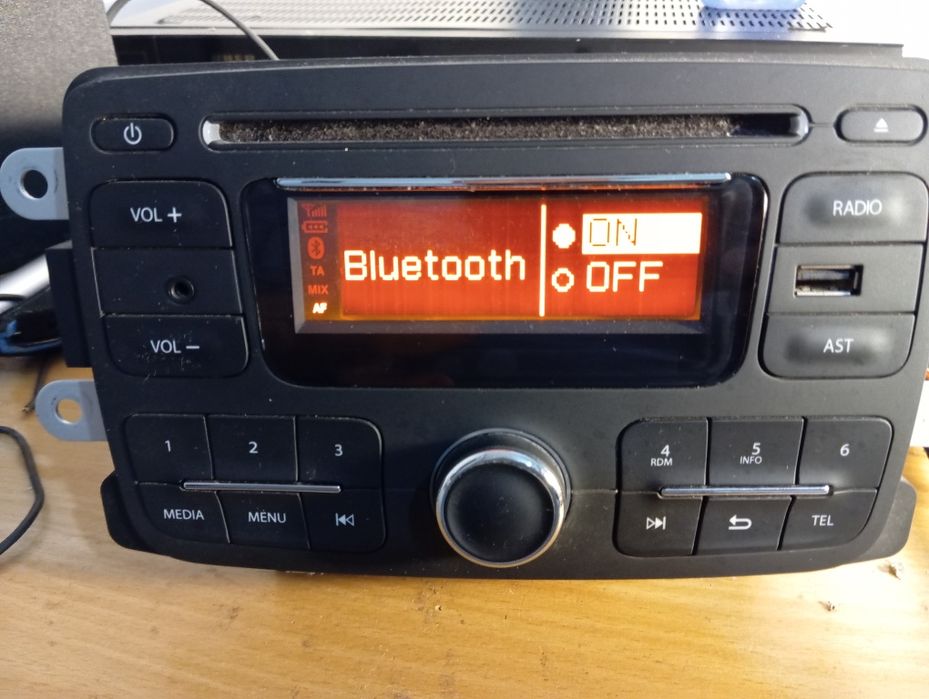 VOL +
RADIO
TA
MIX
AF
Bluetooth
ON
OFF
VOL –
AST
1
2
3
4
RDM
5
INFO
6
MEDIA
MENU
TEL